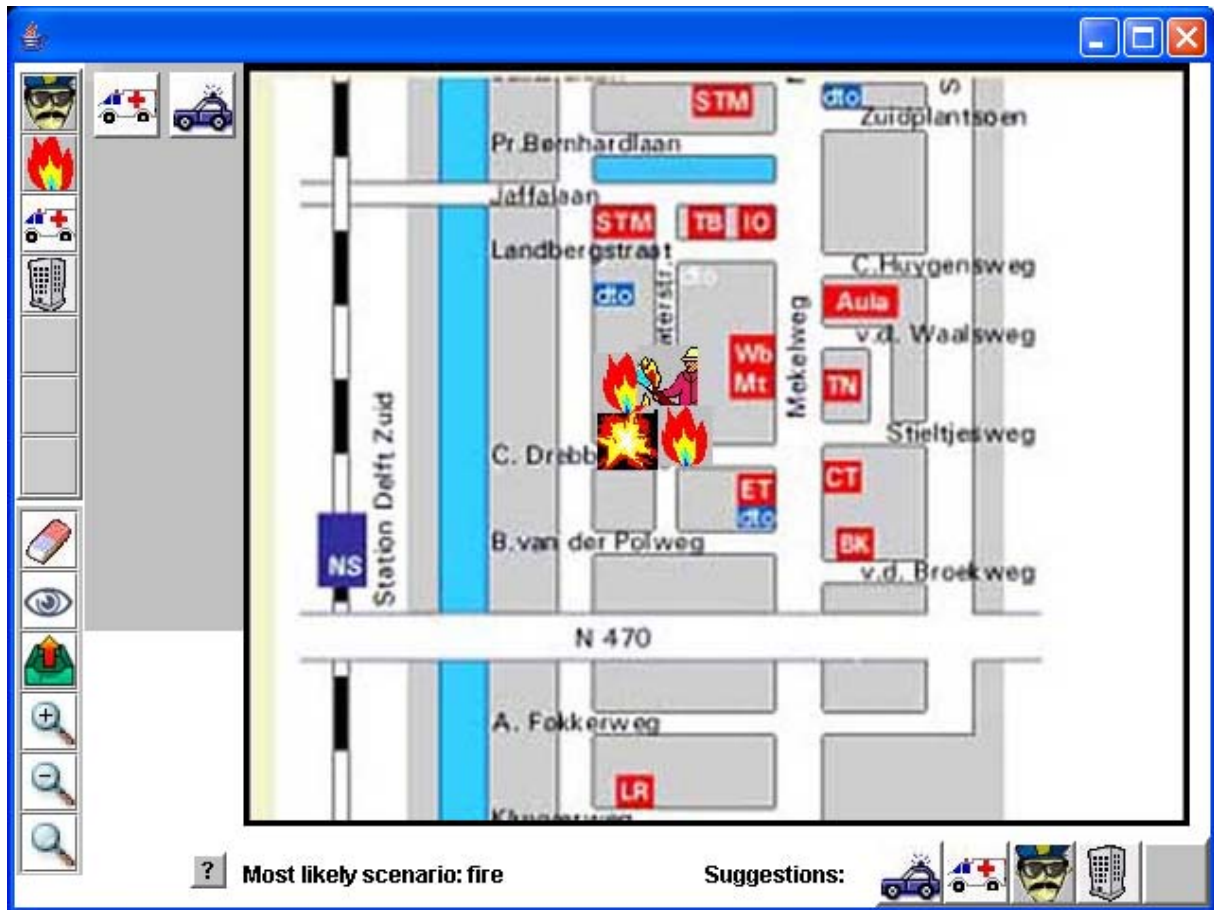 STM
dto
S
Zuidplantsoen
Pr.Bernhardlaan
Jaffalaan
STM
TB
IO
Landbergstraat
C.Huygensweg
dto
dto
Aula
v.d. Waalsweg
Wb
Mt
Mekelweg
TN
Station Delft Zuid
Stieltjesweg
C. Drebb
CT
ET
dto
B.van der Polweg
BK
NS
v.d. Broekweg
N 470
A. Fokkerweg
LR
?
Most likely scenario: fire
Suggestions: